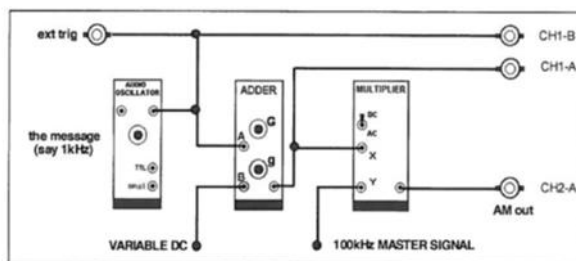 ext trig
CH1-B
CH1-A
AUDIO
OSCILLATOR
ADDER
MULTIPLIER
G
DC
AC
the message
(say 1kHz)
A
X
TTL
g
B
Y
CH2-A
AM out
VARIABLE DC
100kHz MASTER SIGNAL